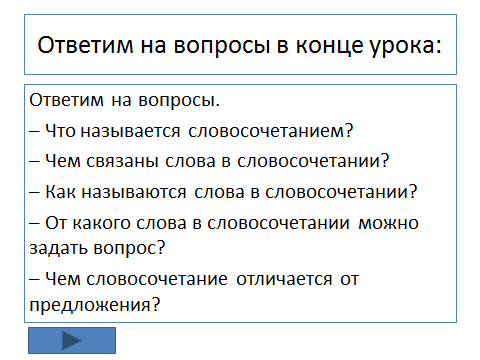 Ответим на вопросы в конце урока:
Ответим на вопросы.
– Что называется словосочетанием?
– Чем связаны слова в словосочетании?
– Как называются слова в словосочетании?
– От какого слова в словосочетании можно
задать вопрос?
– Чем словосочетание отличается от
предложения?